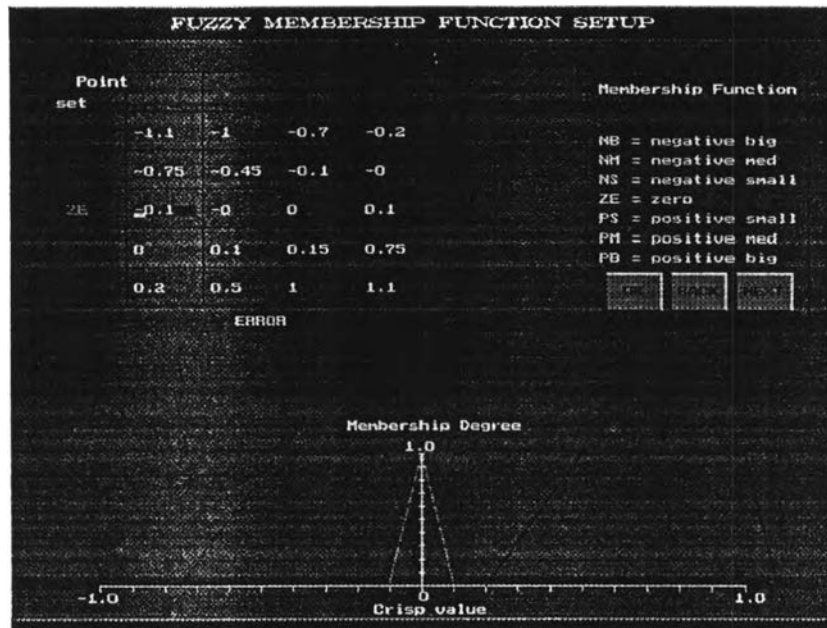 FUZZY MEMBERSHIP FUNCTION SETUP
Point
set
Membership Function
-1.1 -1 -0.7 -0.2
-0.75 -0.45 -0.1 -0
ZE -0.1 -0 0 0.1
0 0.1 0.15 0.75
0.2 0.5 1 1.1
NB = negative big
NM = negative med
NS = negative small
ZE = zero
PS = positive small
PM = positive med
PB = positive big
BACK NEXT
ERROR
Membership Degree
1.0
-1.0 0 1.0
Crisp value